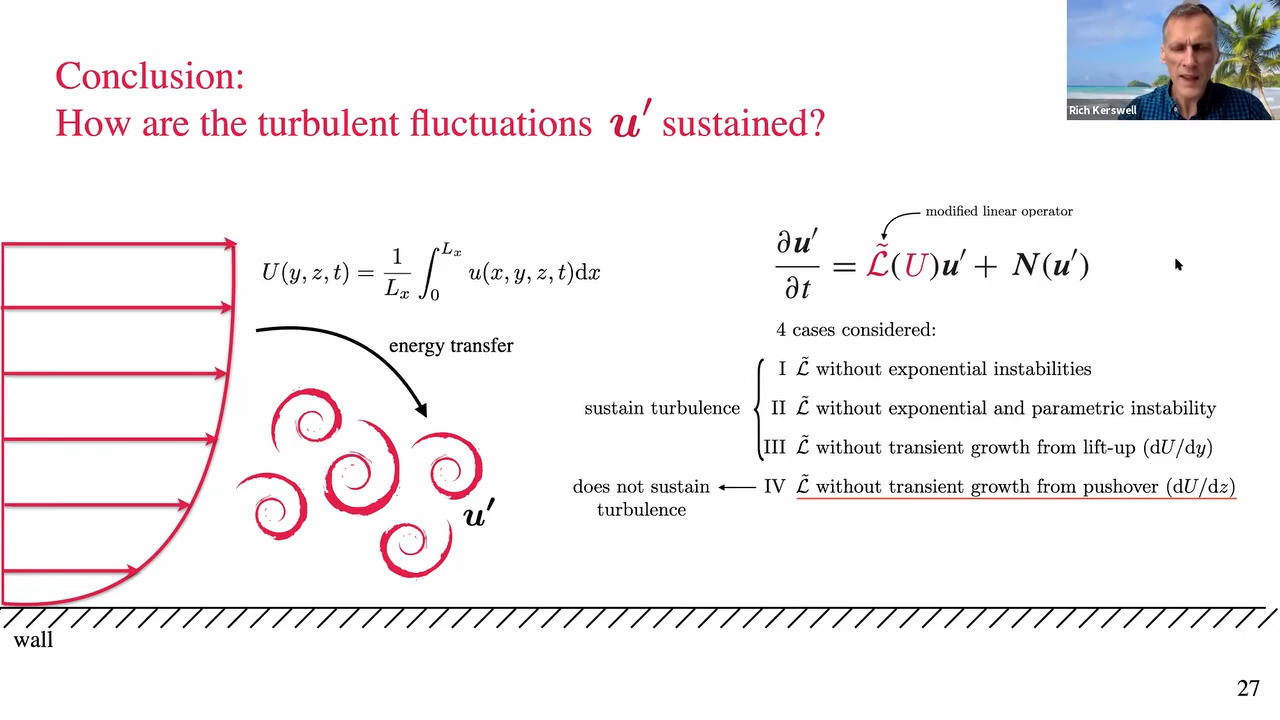 Rich Kerswell
Conclusion:
How are the turbulent fluctuations u′ sustained?
U(y, z, t) = 1/Lₓ ∫₀^{Lₓ} u(x, y, z, t)dx
energy transfer
u′
modified linear operator
∂u′/∂t = ℒ̃(U)u′ + N(u′)
4 cases considered:
I ℒ̃ without exponential instabilities
sustain turbulence
II ℒ̃ without exponential and parametric instability
III ℒ̃ without transient growth from lift-up (dU/dy)
does not sustain
turbulence
IV ℒ̃ without transient growth from pushover (dU/dz)
wall
27